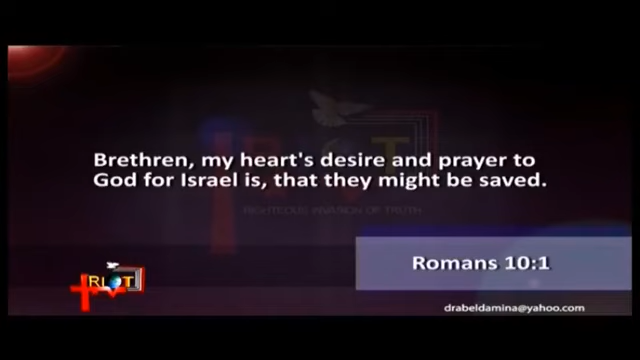 Brethren, my heart's desire and prayer to
God for Israel is, that they might be saved.
RIGHTEOUS INVASION OF TRUTH
Romans 10:1
RIOT
drabeldamina@yahoo.com